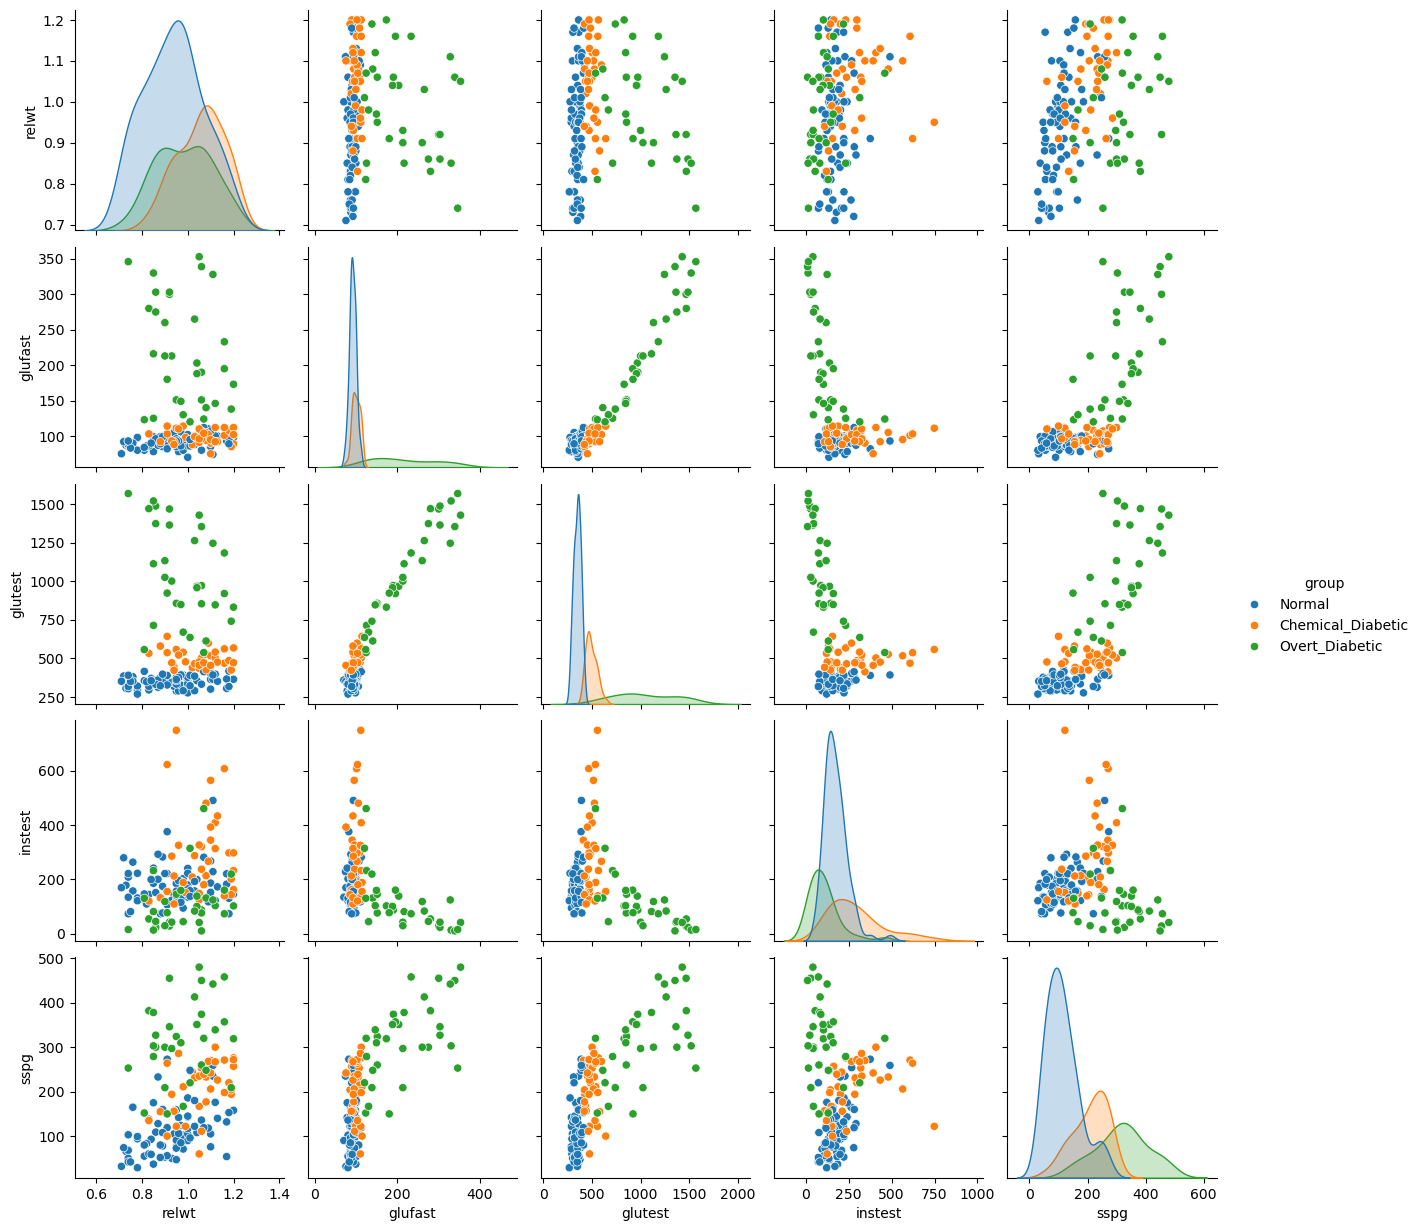 1.2
1.1
1.0
0.9
0.8
0.7
relwt
350
300
250
200
150
100
glufast
1500
1250
1000
750
500
250
glutest
group
Normal
Chemical_Diabetic
Overt_Diabetic
600
400
200
0
instest
500
400
300
200
100
sspg
0.6 0.8 1.0 1.2 1.4 0 200 400 0 500 1000 1500 2000 0 250 500 750 1000 0 200 400 600
relwt glufast glutest instest sspg